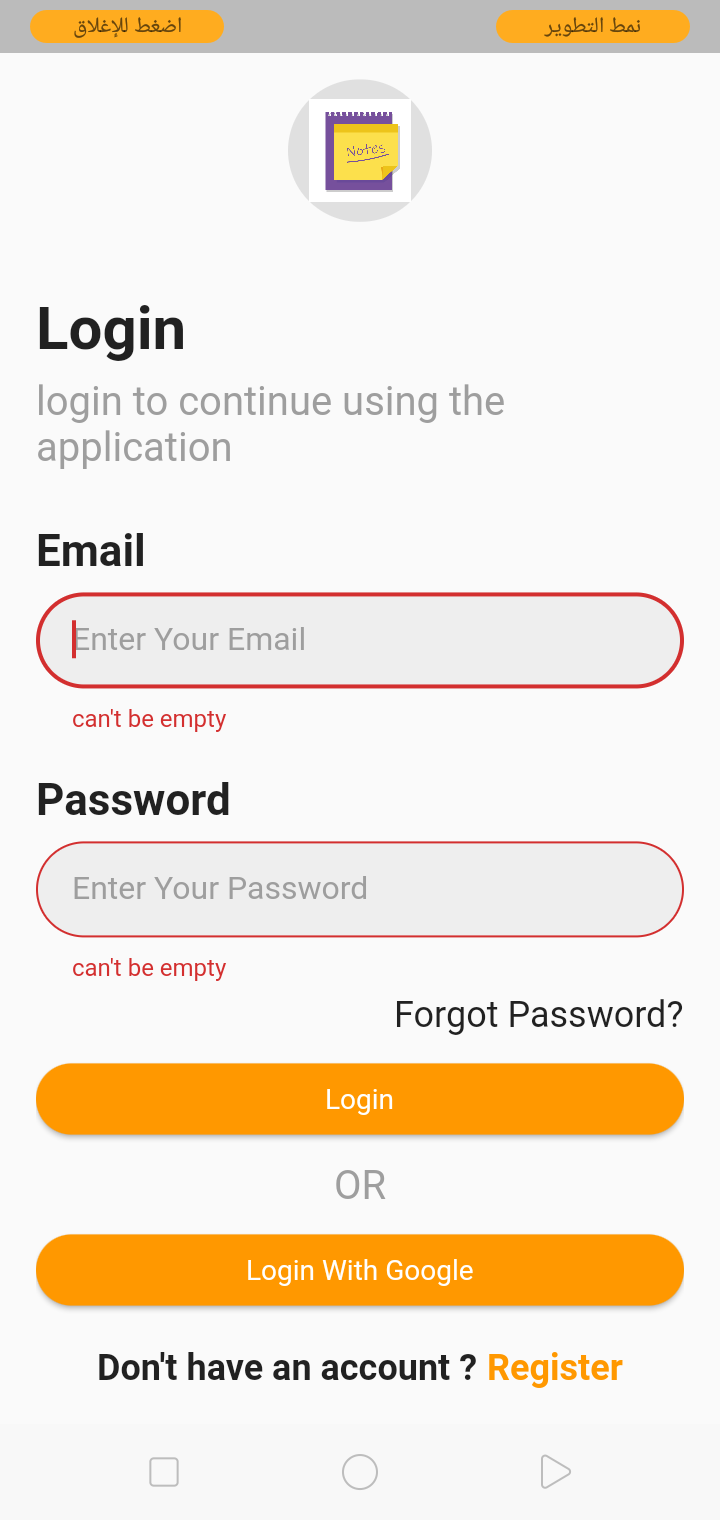 اضغط للإغلاق
نمط التطوير
Notes
Login
login to continue using the
application
Email
Enter Your Email
can't be empty
Password
Enter Your Password
can't be empty
Forgot Password?
Login
OR
Login With Google
Don't have an account ? Register